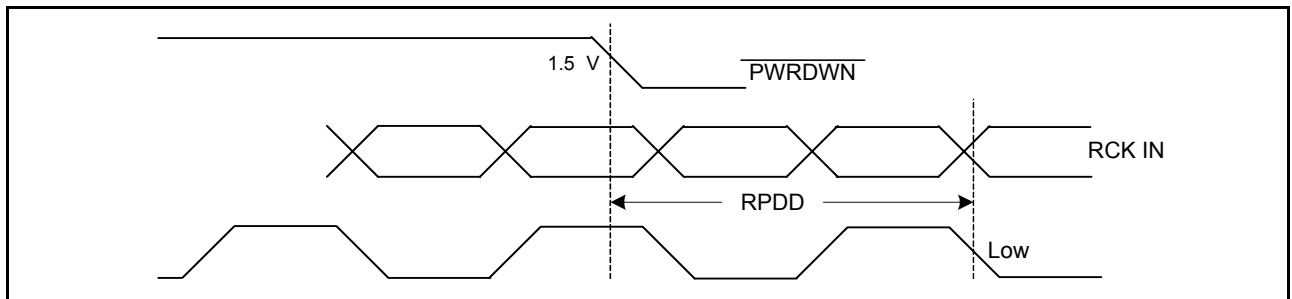 1.5 V
PWRDWN
RCK IN
RPDD
Low